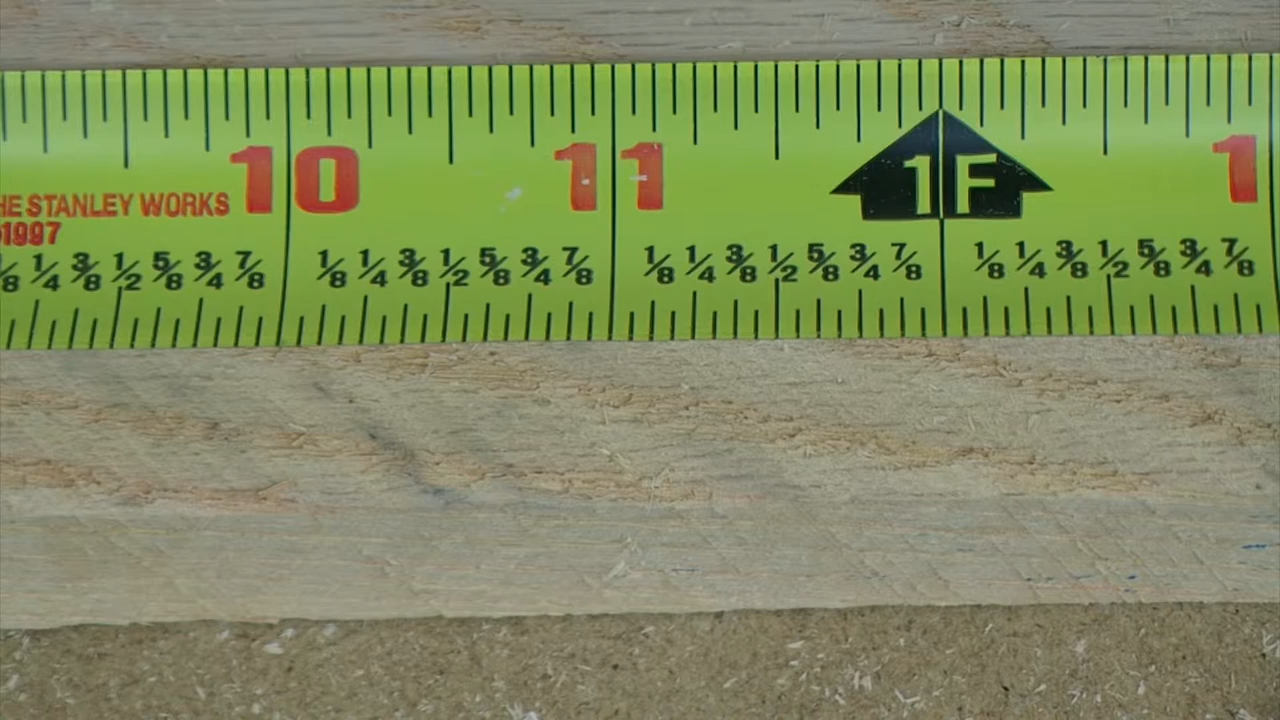 10 11 1F 1
THE STANLEY WORKS
©1997
1/8 1/4 3/8 1/2 5/8 3/4 7/8 1/8 1/4 3/8 1/2 5/8 3/4 7/8 1/8 1/4 3/8 1/2 5/8 3/4 7/8 1/8 1/4 3/8 1/2 5/8 3/4 7/8